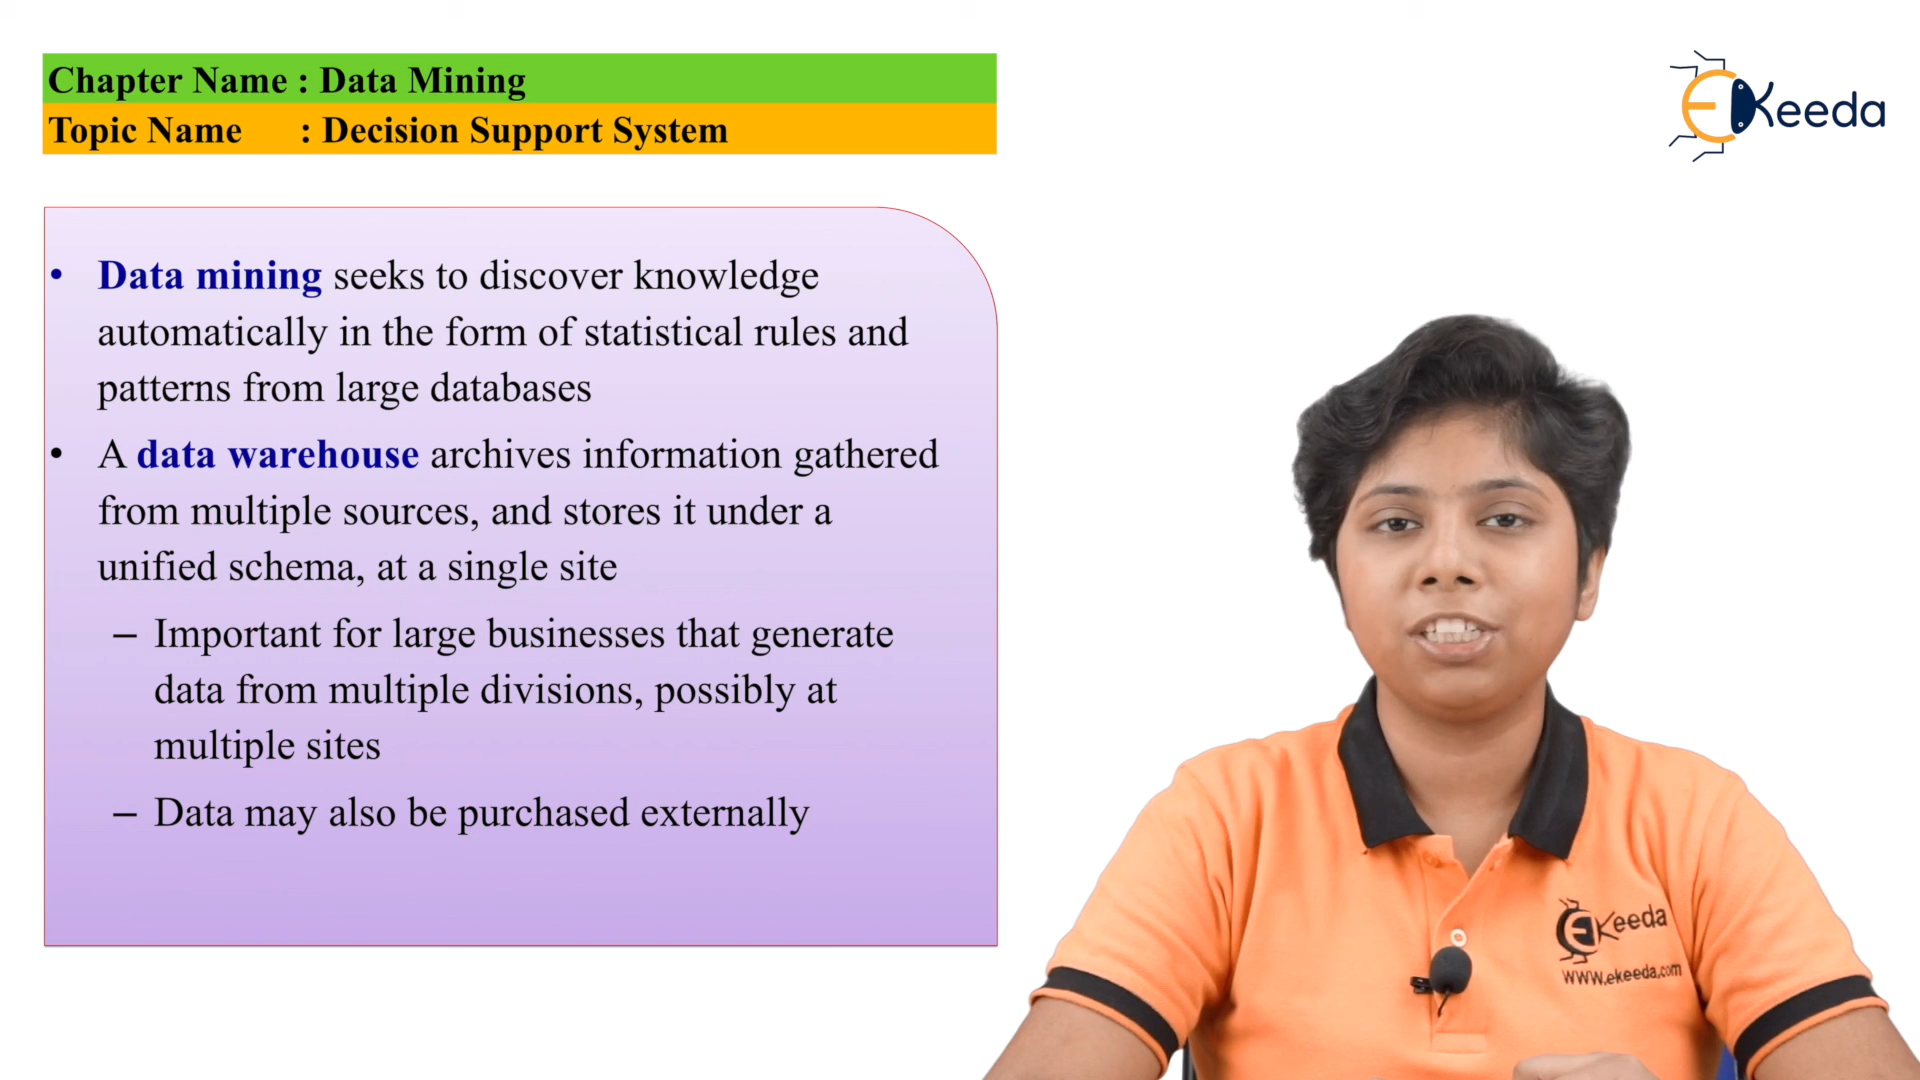 Chapter Name : Data Mining
Topic Name : Decision Support System
EKeeda
• Data mining seeks to discover knowledge
automatically in the form of statistical rules and
patterns from large databases
• A data warehouse archives information gathered
from multiple sources, and stores it under a
unified schema, at a single site
– Important for large businesses that generate
data from multiple divisions, possibly at
multiple sites
– Data may also be purchased externally
EKeeda
www.ekeeda.com